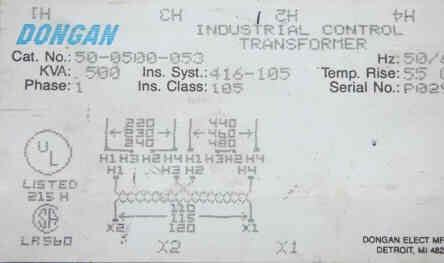 H1 H3 H2 H4
DONGAN
INDUSTRIAL CONTROL
TRANSFORMER
Cat. No.: 50-0500-053 Hz: 50/
KVA: .500 Ins. Syst.: 416-105 Temp. Rise: 55
Phase: 1 Ins. Class: 105 Serial No.:
220 440
230 460
240 480
H1 H3 H2 H4 H1 H3 H2 H4
H1 H3 H2 H4
UL
LISTED
215 H
110
115
120
X2 X1
SA
LR560
X2 X1
DONGAN ELECT MF
DETROIT, MI 482